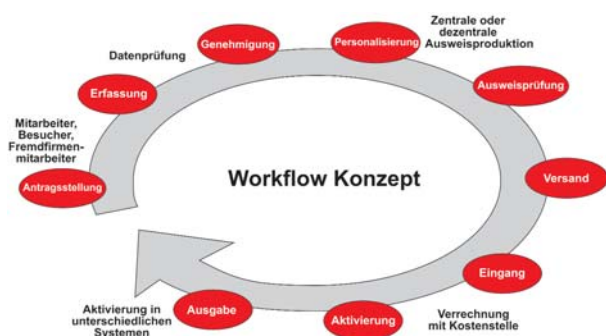 Zentrale oder
dezentrale
Ausweisproduktion
Genehmigung
Personalisierung
Datenprüfung
Erfassung
Ausweisprüfung
Mitarbeiter,
Besucher,
Fremdfirmen-
mitarbeiter
Antragsstellung
Workflow Konzept
Versand
Eingang
Aktivierung in
unterschiedlichen
Systemen
Ausgabe
Aktivierung
Verrechnung
mit Kostenstelle